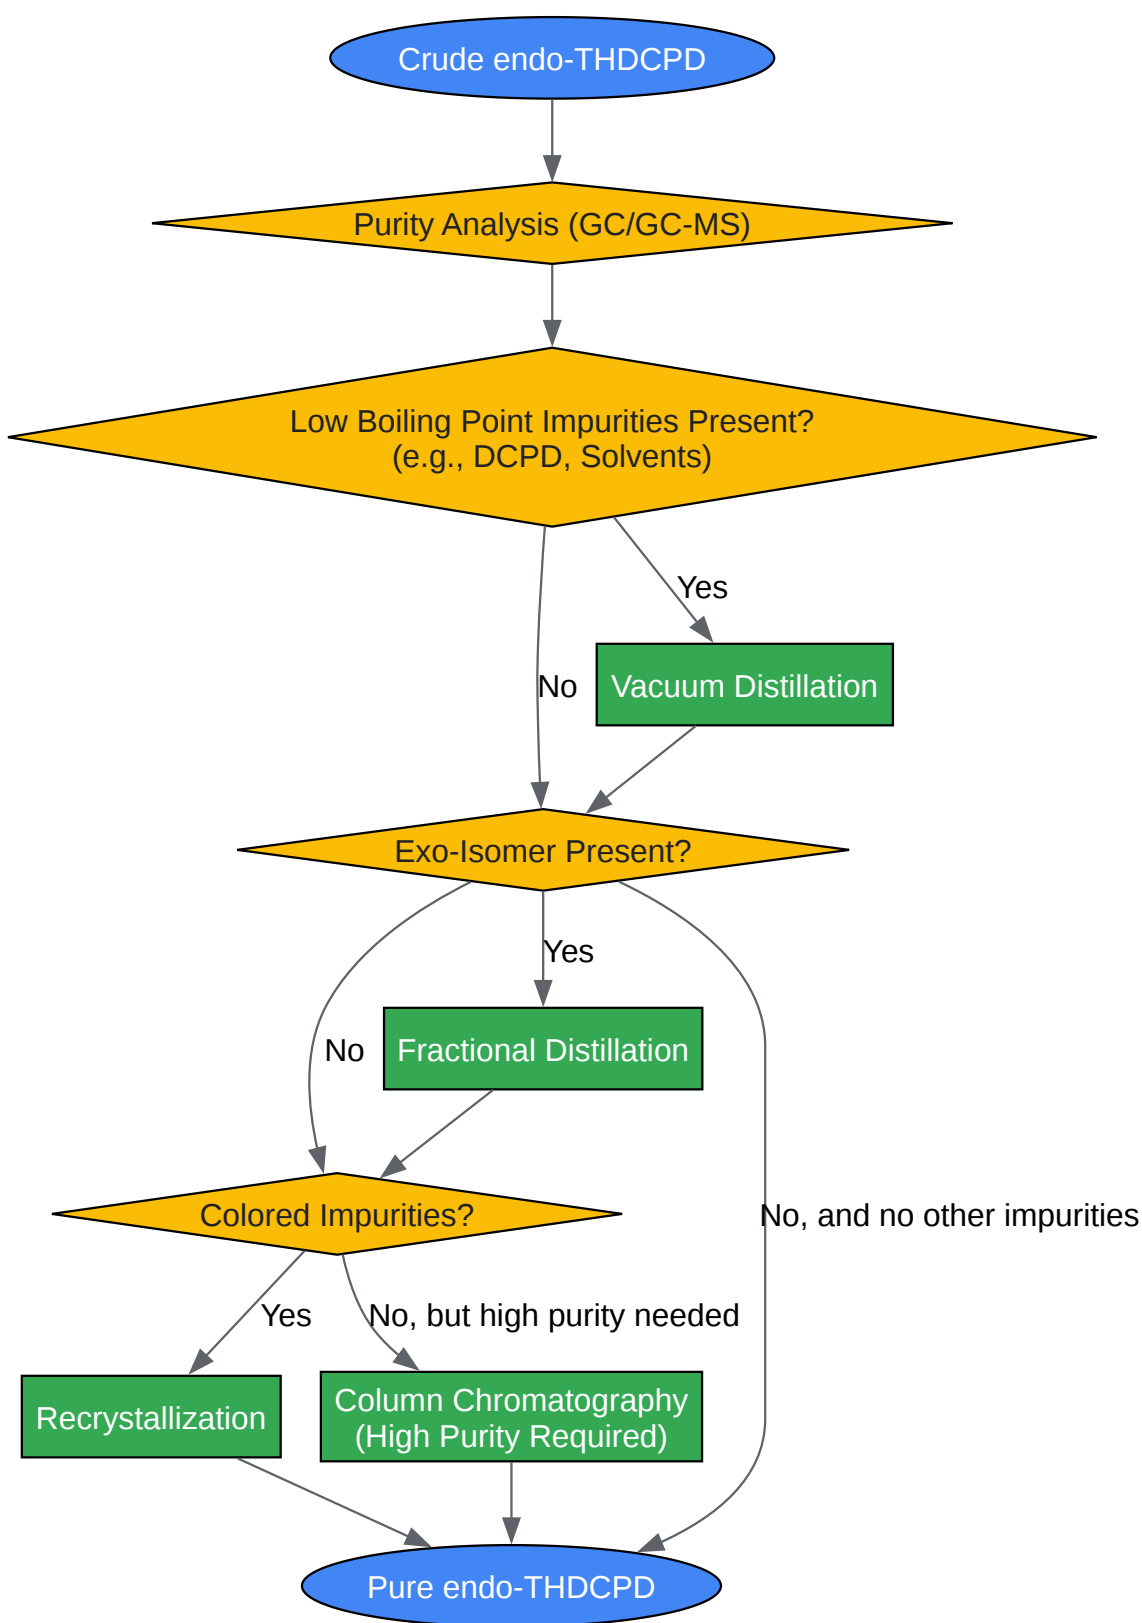 Crude endo-THDCPD
Purity Analysis (GC/GC-MS)
Low Boiling Point Impurities Present?
(e.g., DCPD, Solvents)
Yes
No
Vacuum Distillation
Exo-Isomer Present?
Yes
No
Fractional Distillation
Colored Impurities?
No, and no other impurities
Yes
No, but high purity needed
Recrystallization
Column Chromatography
(High Purity Required)
Pure endo-THDCPD